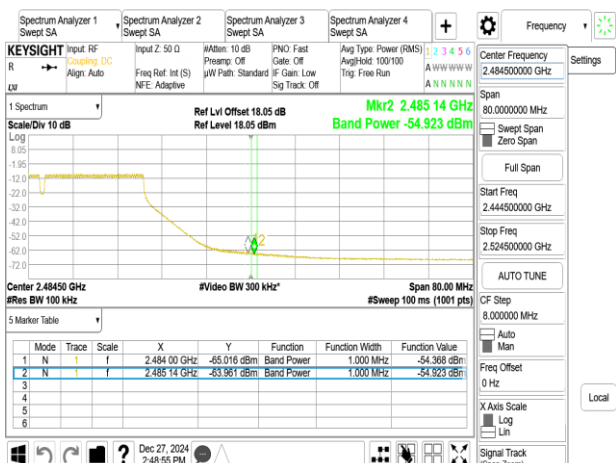 Spectrum Analyzer 1
Swept SA
Spectrum Analyzer 2
Swept SA
Spectrum Analyzer 3
Swept SA
Spectrum Analyzer 4
Swept SA
+
Frequency
KEYSIGHT
R
Input: RF
Coupling: DC
Align: Auto
Input Z: 50 Ω
Freq Ref: Int (S)
NFE: Adaptive
#Atten: 10 dB
µW Path: Standard
PNO: Fast
Gate: Off
IF Gain: Low
Sig Track: Off
Avg Type: Power (RMS)
Avg|Hold: 100/100
Trig: Free Run
1 2 3 4 5 6
A W W W W W
A N N N N N
1 Spectrum
Scale/Div 10 dB
Ref Lvl Offset 18.05 dB
Ref Level 18.05 dBm
Mkr2 2.485 14 GHz
Band Power -54.923 dBm
Log
8.05
-1.95
-12.0
-22.0
-32.0
-42.0
-52.0
-62.0
-72.0
2
Center 2.48450 GHz
#Res BW 100 kHz
#Video BW 300 kHz*
Span 80.00 MHz
#Sweep 100 ms (1001 pts)
5 Marker Table
Mode Trace Scale X Y Function Function Width Function Value
1 N 1 f 2.484 00 GHz -65.016 dBm Band Power 1.000 MHz -54.368 dBm
2 N 1 f 2.485 14 GHz -63.961 dBm Band Power 1.000 MHz -54.923 dBm
3
4
5
6
?
Dec 27, 2024
2:48:55 PM
Center Frequency
2.484500000 GHz
Settings
Span
80.0000000 MHz
Swept Span
Zero Span
Full Span
Start Freq
2.444500000 GHz
Stop Freq
2.524500000 GHz
AUTO TUNE
CF Step
8.000000 MHz
Auto
Man
Freq Offset
0 Hz
X Axis Scale
Log
Lin
Local
Signal Track